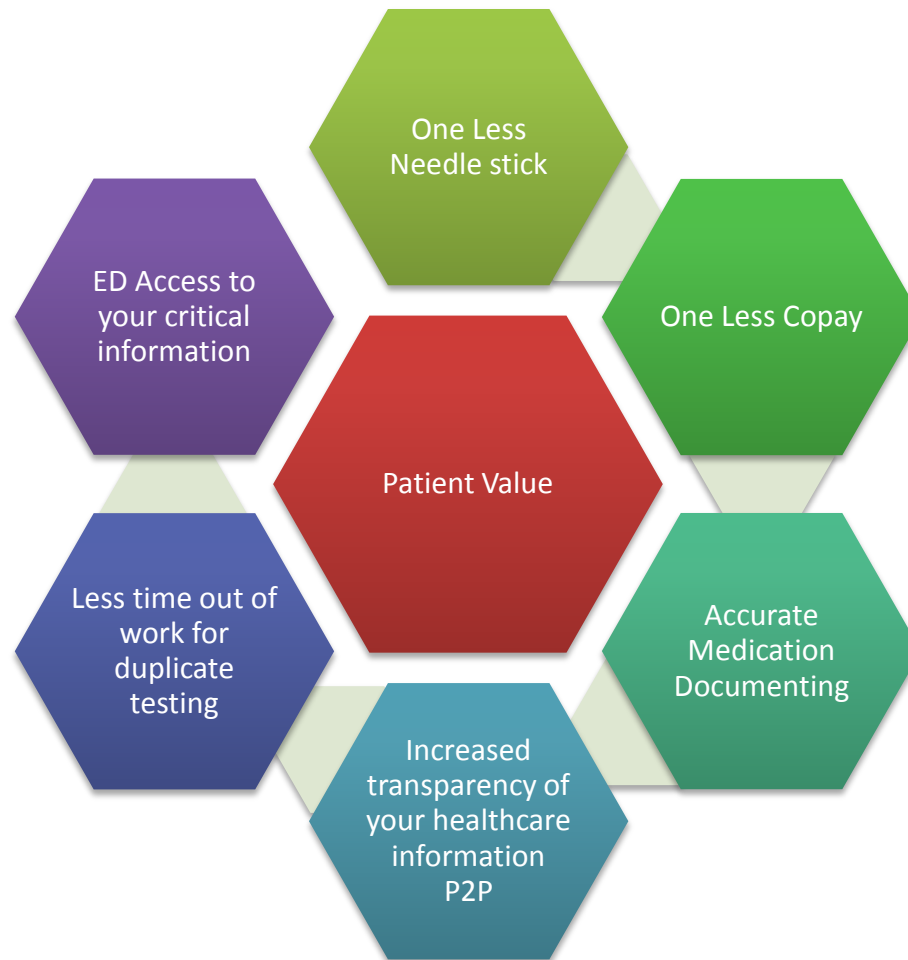 One Less
Needle stick
One Less Copay
Accurate
Medication
Documenting
Increased
transparency of
your healthcare
information
P2P
Less time out of
work for
duplicate
testing
ED Access to
your critical
information
Patient Value